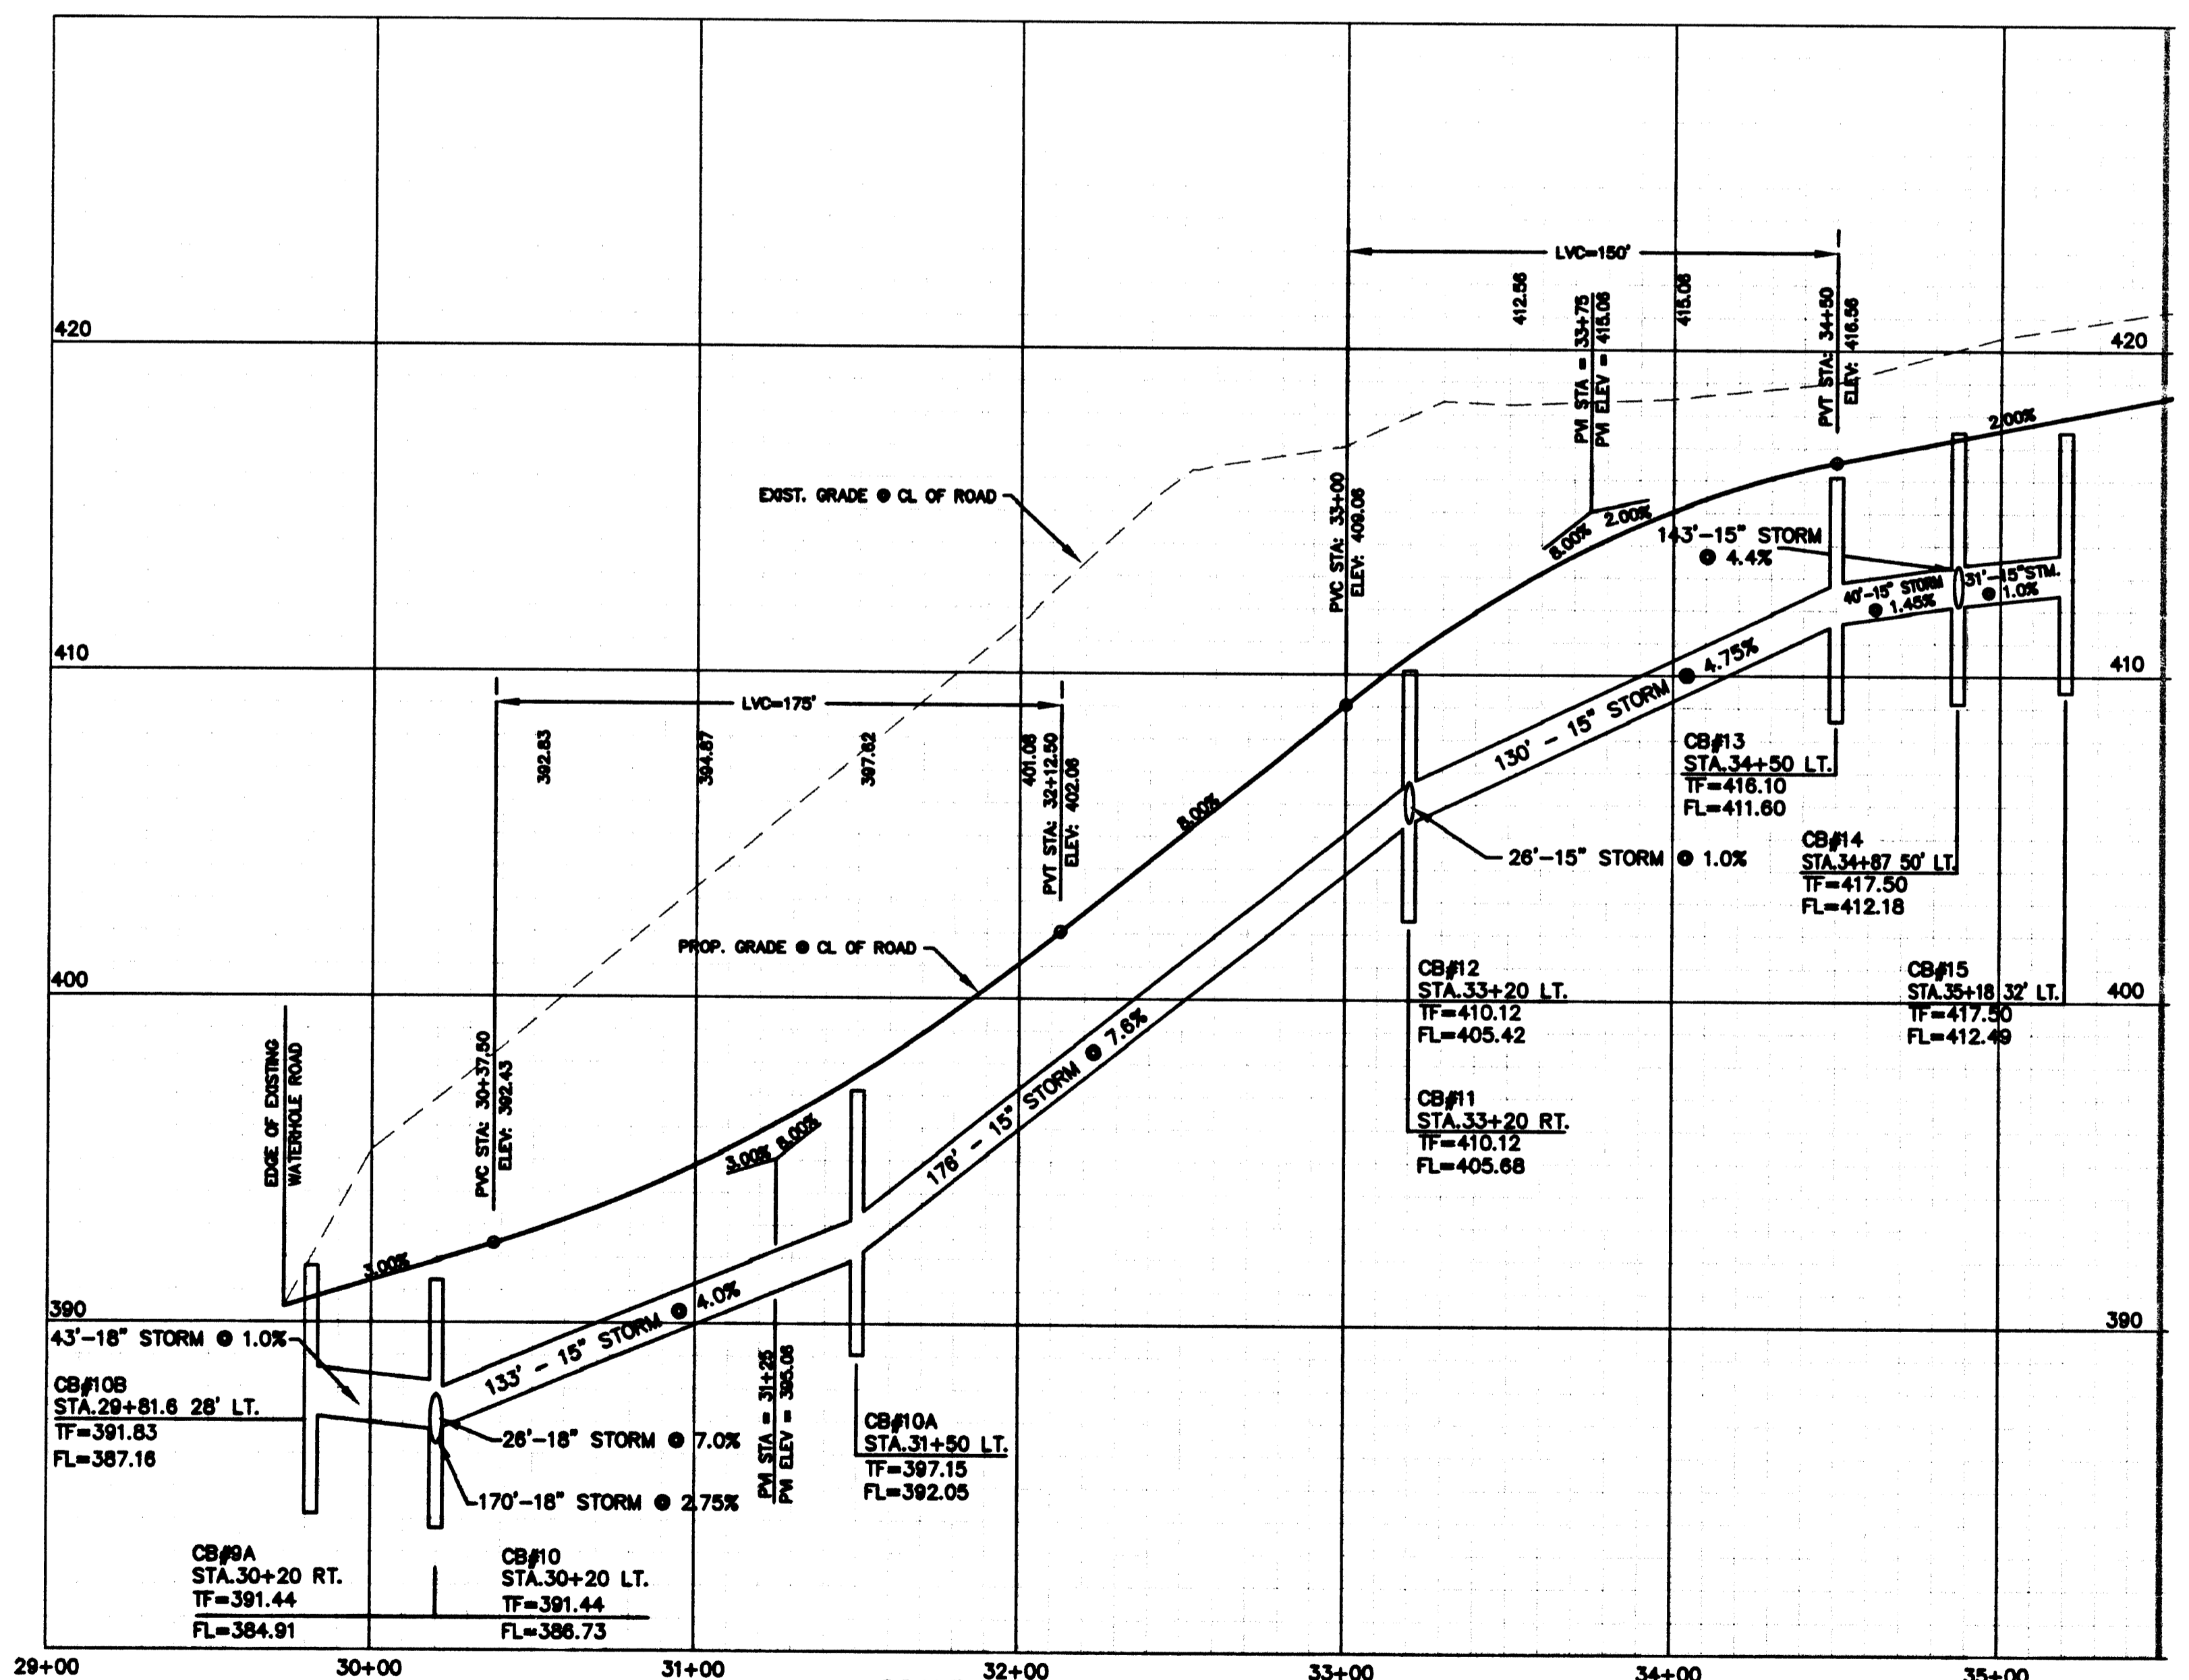 LVC=150'
412.56
PVI STA = 33+75
PVI ELEV = 415.06
415.06
PVT STA: 34+50
ELEV: 416.56
420
420
2.00%
EXIST. GRADE @ CL OF ROAD
PVC STA: 33+00
ELEV: 409.06
8.00%
2.00%
143'-15" STORM
@ 4.4%
40'-15" STORM
@ 1.45%
31'-15"STM.
@ 1.0%
410
410
LVC=175'
392.83
394.87
397.62
401.06
PVT STA: 32+12.50
ELEV: 402.06
8.00%
130' - 15" STORM @ 4.75%
CB#13
STA.34+50 LT.
TF=416.10
FL=411.60
26'-15" STORM @ 1.0%
CB#14
STA.34+87 50' LT.
TF=417.50
FL=412.18
PROP. GRADE @ CL OF ROAD
400
400
CB#12
STA.33+20 LT.
TF=410.12
FL=405.42
CB#15
STA.35+18 32' LT.
TF=417.50
FL=412.49
EDGE OF EXISTING
WATERHOLE ROAD
PVC STA: 30+37.50
ELEV: 392.43
176' - 15" STORM @ 7.6%
CB#11
STA.33+20 RT.
TF=410.12
FL=405.68
3.00%
8.00%
3.00%
390
390
43'-18" STORM @ 1.0%
133' - 15" STORM @ 4.0%
PVI STA = 31+25
PVI ELEV = 395.06
CB#10B
STA.29+81.6 28' LT.
TF=391.83
FL=387.16
26'-18" STORM @ 7.0%
170'-18" STORM @ 2.75%
CB#10A
STA.31+50 LT.
TF=397.15
FL=392.05
CB#9A
STA.30+20 RT.
TF=391.44
FL=384.91
CB#10
STA.30+20 LT.
TF=391.44
FL=386.73
29+00
30+00
31+00
32+00
33+00
34+00
35+00